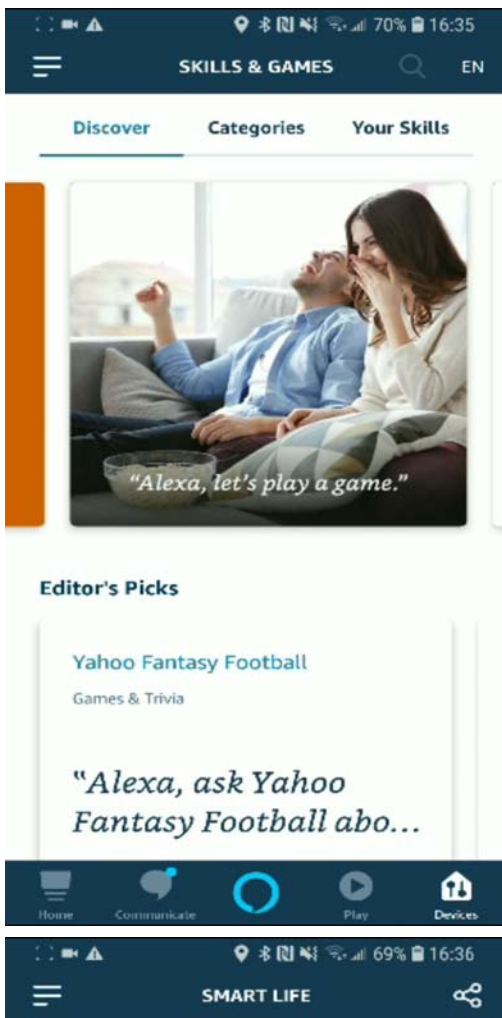 70% 16:35
SKILLS & GAMES EN
Discover Categories Your Skills
“Alexa, let's play a game.”
Editor's Picks
Yahoo Fantasy Football
Games & Trivia
"Alexa, ask Yahoo
Fantasy Football abo...
Home Communicate Play Devices
69% 16:36
SMART LIFE